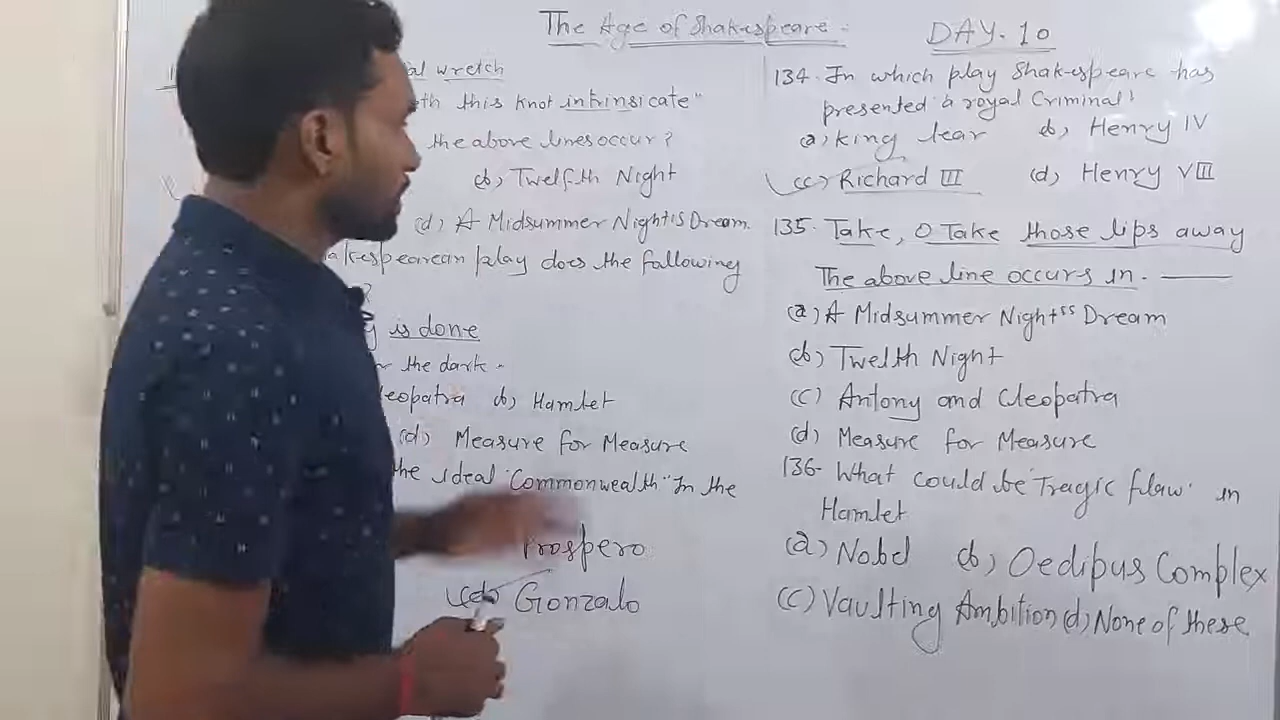 The Age of Shakespeare.
DAY. 10
al wretch
th this knot intrinsicate"
the above lines occur?
(b) Twelfth Night
(d) A Midsummer Night's Dream.
akespearean play does the following
?
y is done
r the dark.
leopatra (b) Hamlet
(d) Measure for Measure
the ideal "Commonwealth" In the
Prospero
(d) Gonzalo
134. In which play Shakespeare has
presented 'a royal Criminal'
(a) King lear (b) Henry IV
(c) Richard III (d) Henry VIII
135. Take, O Take those lips away
The above line occurs in.
(a) A Midsummer Night's Dream
(b) Twelth Night
(c) Antony and Cleopatra
(d) Measure for Measure
136- What could be 'Tragic flaw' in
Hamlet
(a) Nobel (b) Oedipus Complex
(c) Vaulting Ambition (d) None of these